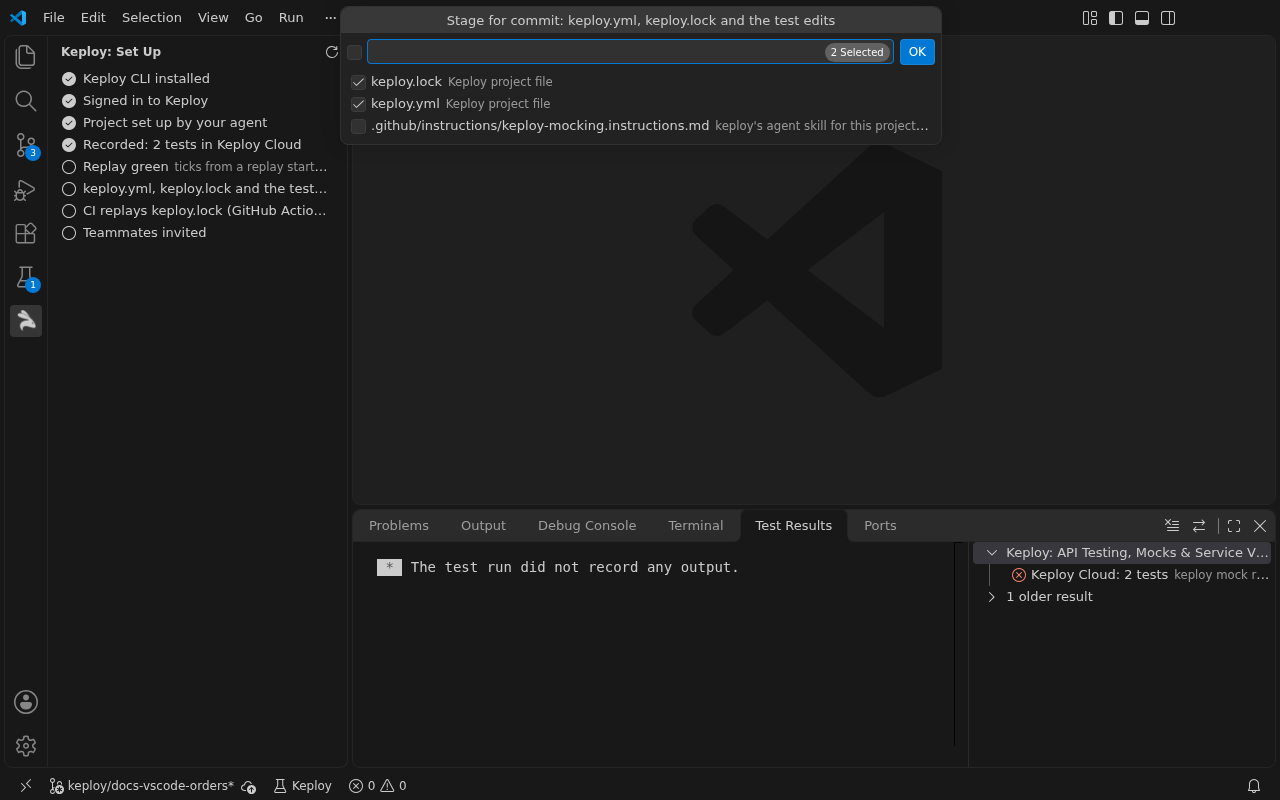 File Edit Selection View Go Run ···
Stage for commit: keploy.yml, keploy.lock and the test edits
2 Selected OK
keploy.lock Keploy project file
keploy.yml Keploy project file
.github/instructions/keploy-mocking.instructions.md keploy's agent skill for this project…
Keploy: Set Up
Keploy CLI installed
Signed in to Keploy
Project set up by your agent
Recorded: 2 tests in Keploy Cloud
Replay green ticks from a replay start…
keploy.yml, keploy.lock and the test…
CI replays keploy.lock (GitHub Actio…
Teammates invited
3
1
Problems Output Debug Console Terminal Test Results Ports
* The test run did not record any output.
Keploy: API Testing, Mocks & Service V…
Keploy Cloud: 2 tests keploy mock r…
1 older result
keploy/docs-vscode-orders* Keploy 0 0